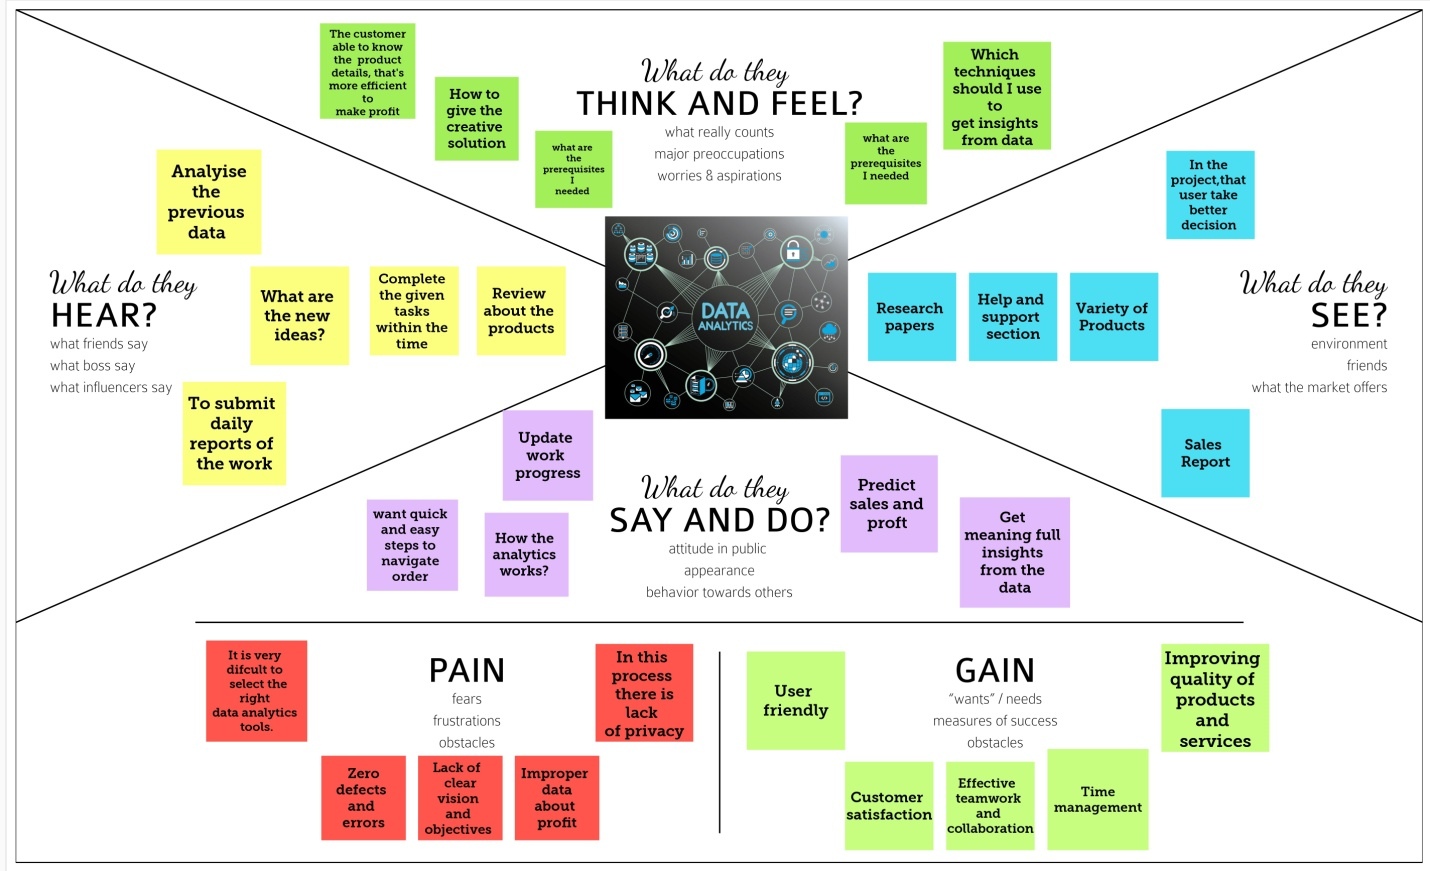 The customer
able to know
the product
details, that's
more efficient
to
make profit
How to
give the
creative
solution
what are
the
prerequisites
I
needed
What do they
THINK AND FEEL?
what really counts
major preoccupations
worries & aspirations
what are
the
prerequisites
I needed
Which
techniques
should I use
to
get insights
from data
Analyise
the
previous
data
What do they
HEAR?
what friends say
what boss say
what influencers say
What are
the new
ideas?
Complete
the given
tasks
within the
time
Review
about the
products
To submit
daily
reports of
the work
DATA
ANALYTICS
In the
project,that
user take
better
decision
Research
papers
Help and
support
section
Variety of
Products
What do they
SEE?
environment
friends
what the market offers
Sales
Report
Update
work
progress
want quick
and easy
steps to
navigate
order
How the
analytics
works?
What do they
SAY AND DO?
attitude in public
appearance
behavior towards others
Predict
sales and
proft
Get
meaning full
insights
from the
data
It is very
difcult to
select the
right
data analytics
tools.
PAIN
fears
frustrations
obstacles
In this
process
there is
lack
of privacy
Zero
defects
and
errors
Lack of
clear
vision
and
objectives
Improper
data
about
profit
User
friendly
GAIN
"wants" / needs
measures of success
obstacles
Improving
quality of
products
and
services
Customer
satisfaction
Effective
teamwork
and
collaboration
Time
management